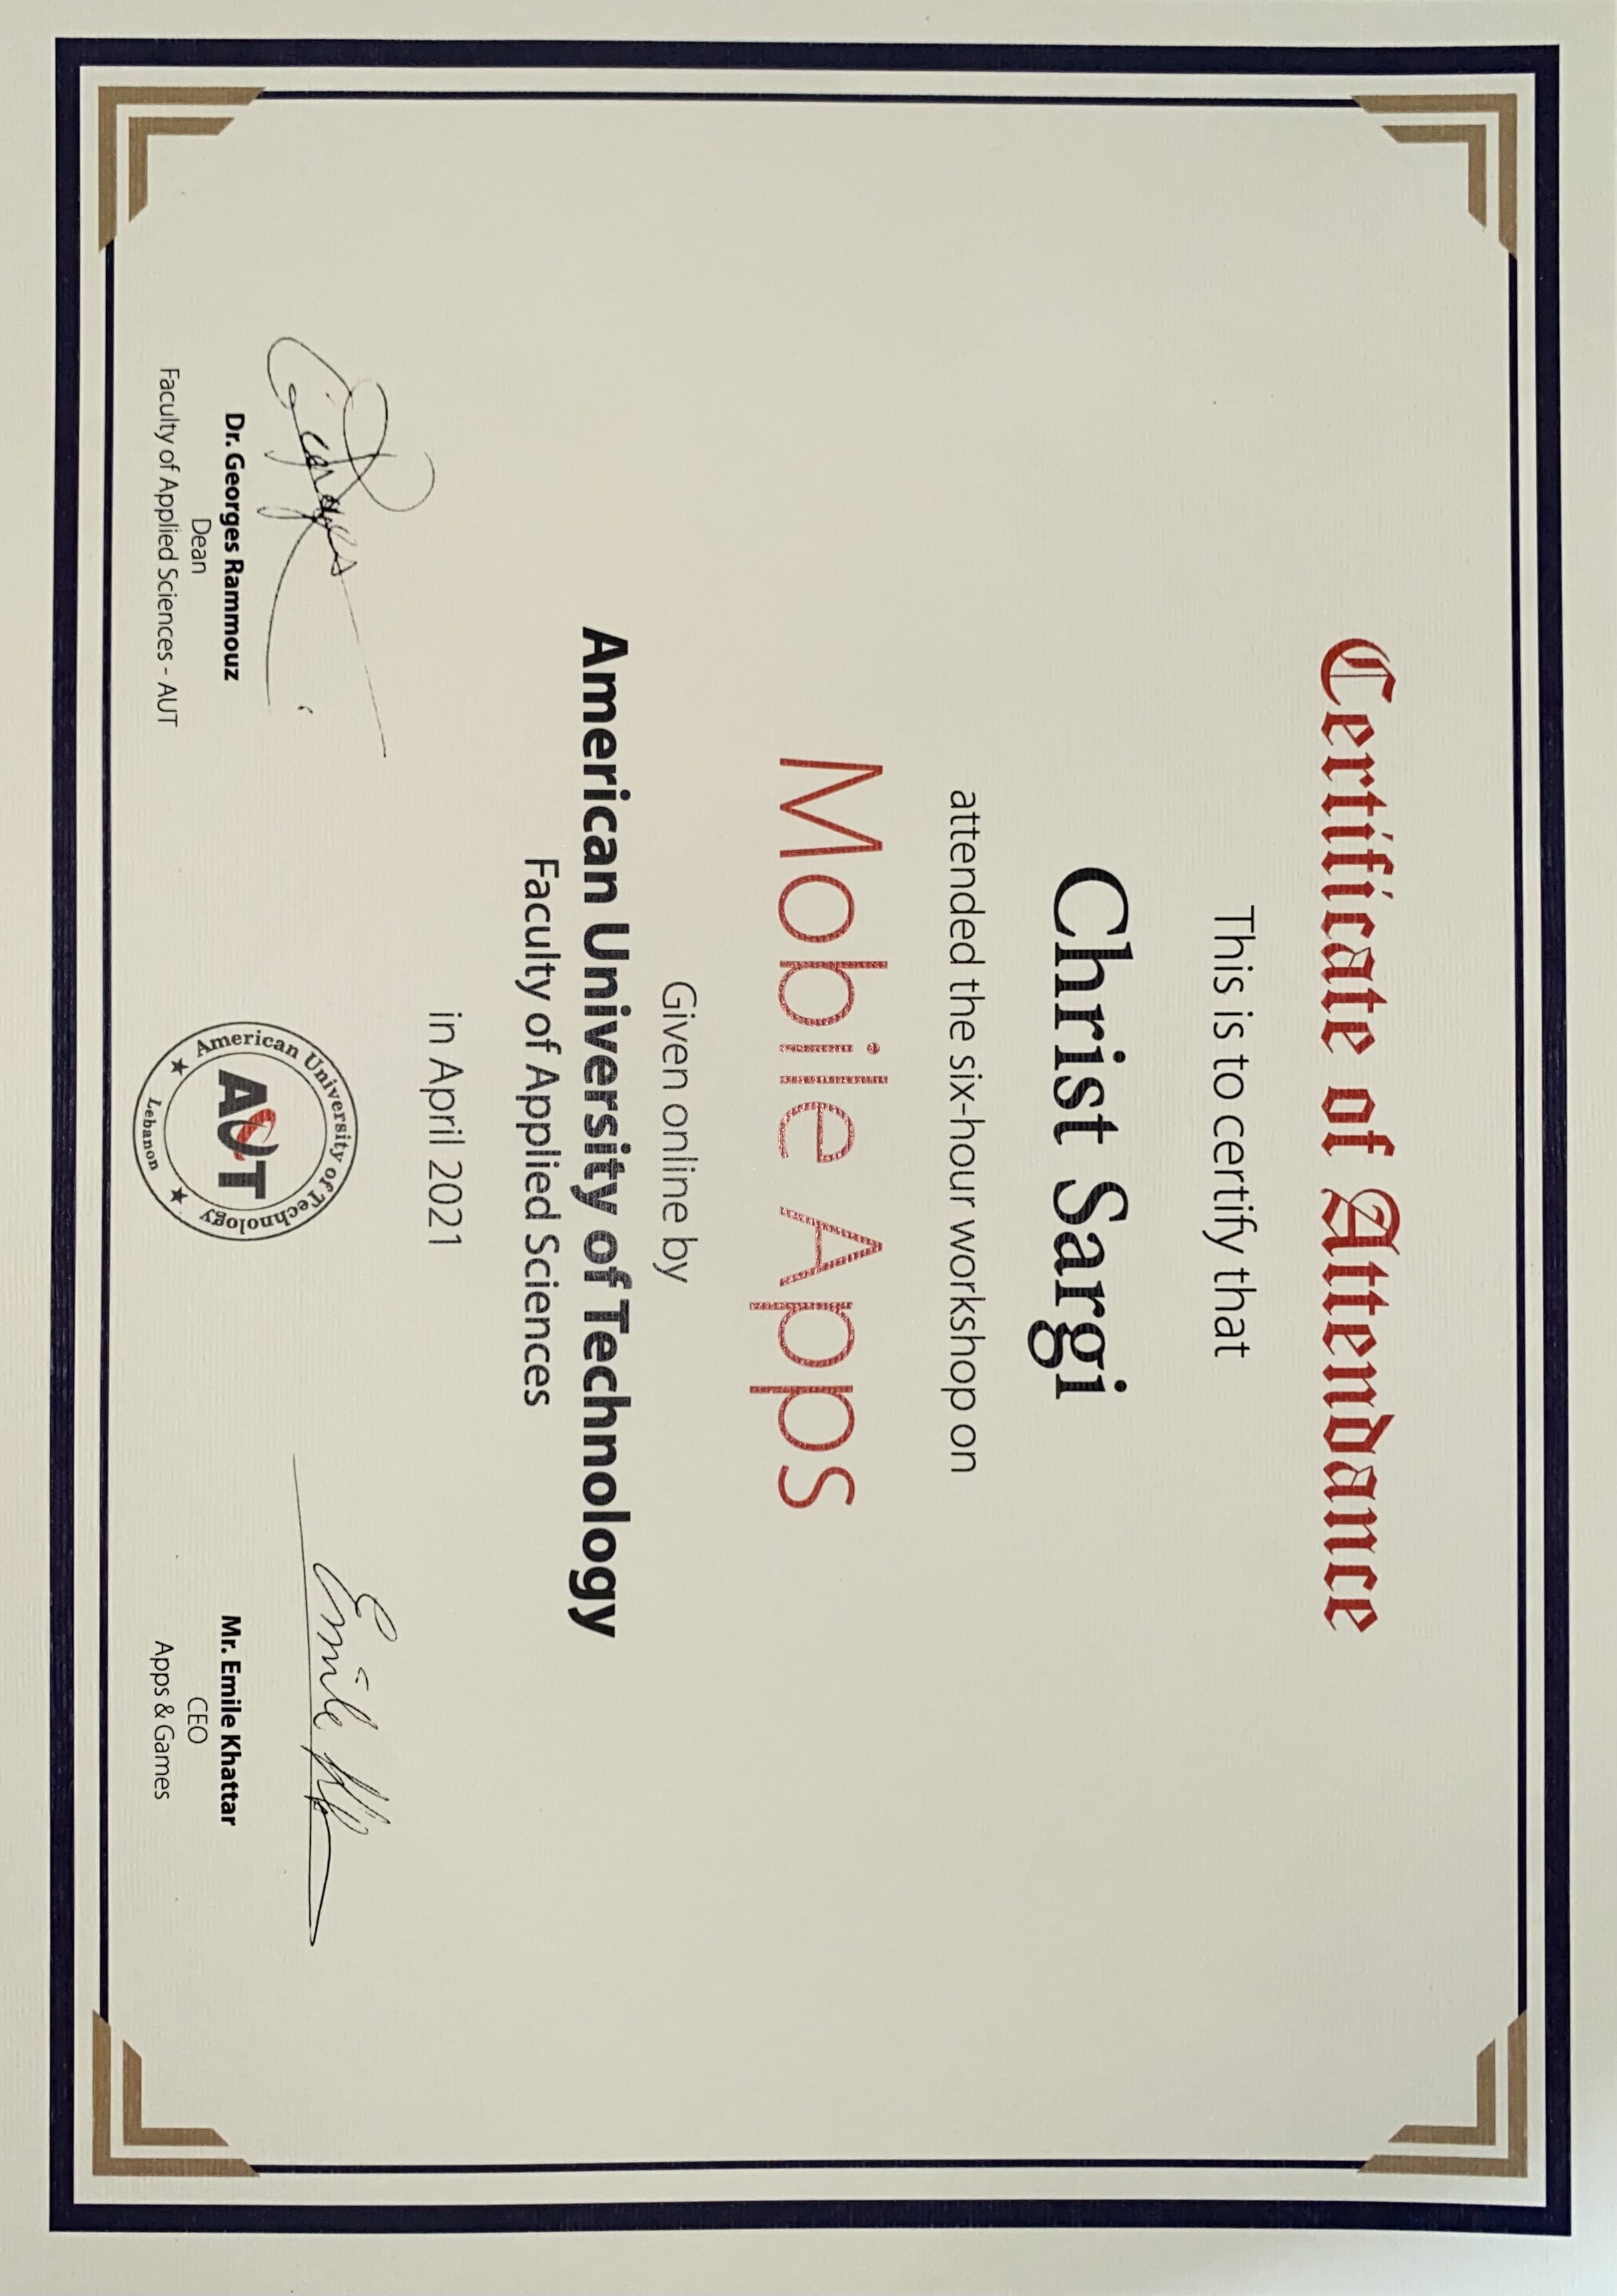 Certificate of Attendance
This is to certify that
Christ Sargi
attended the six-hour workshop on
Mobile Apps
Given online by
American University of Technology
Faculty of Applied Sciences
in April 2021
Georges
Dr. Georges Rammouz
Dean
Faculty of Applied Sciences - AUT
American University of Technology
AUT
Lebanon
Emile Kh
Mr. Emile Khattar
CEO
Apps & Games